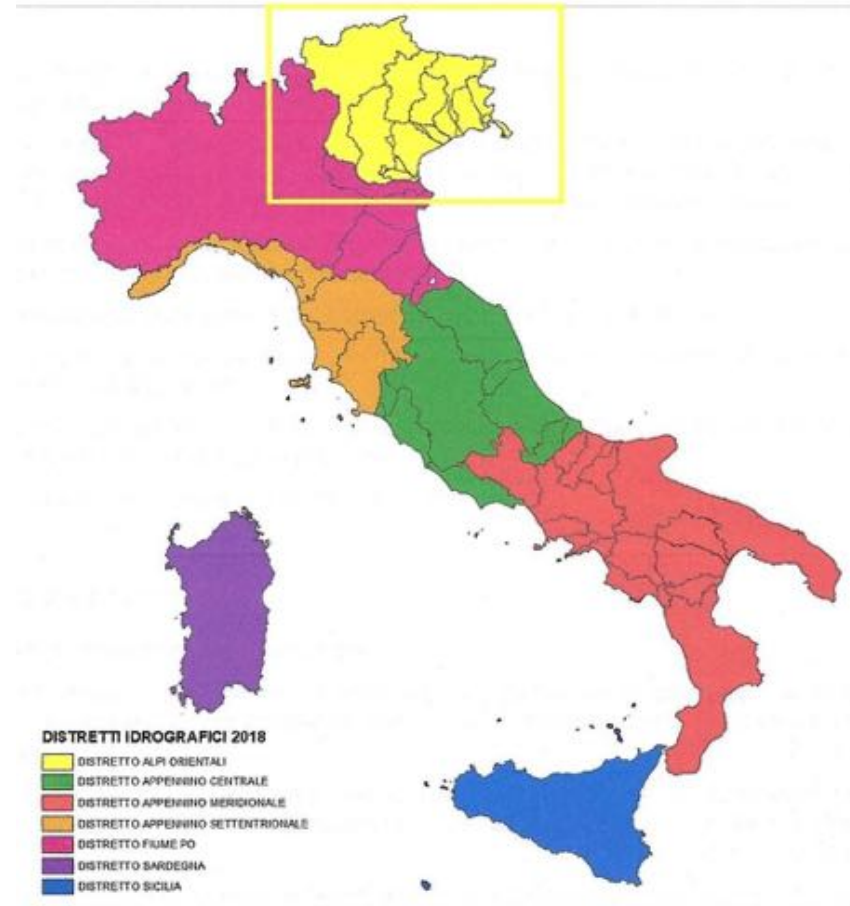 DISTRETTI IDROGRAFICI 2018
DISTRETTO ALPI ORIENTALI
DISTRETTO APPENNINO CENTRALE
DISTRETTO APPENNINO MERIDIONALE
DISTRETTO APPENNINO SETTENTRIONALE
DISTRETTO FIUME PO
DISTRETTO SARDEGNA
DISTRETTO SICILIA